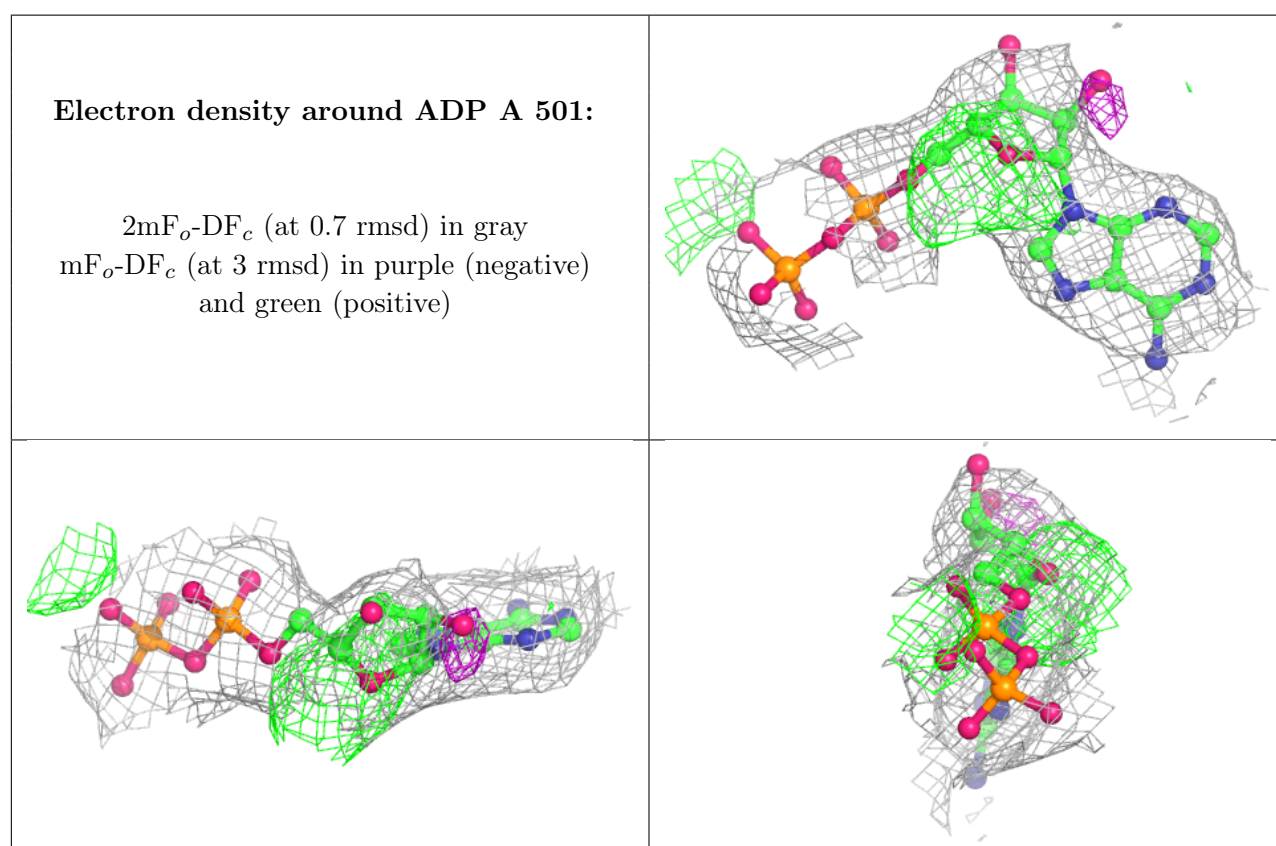 Electron density around ADP A 501:
2mFo-DFc (at 0.7 rmsd) in gray
mFo-DFc (at 3 rmsd) in purple (negative)
and green (positive)